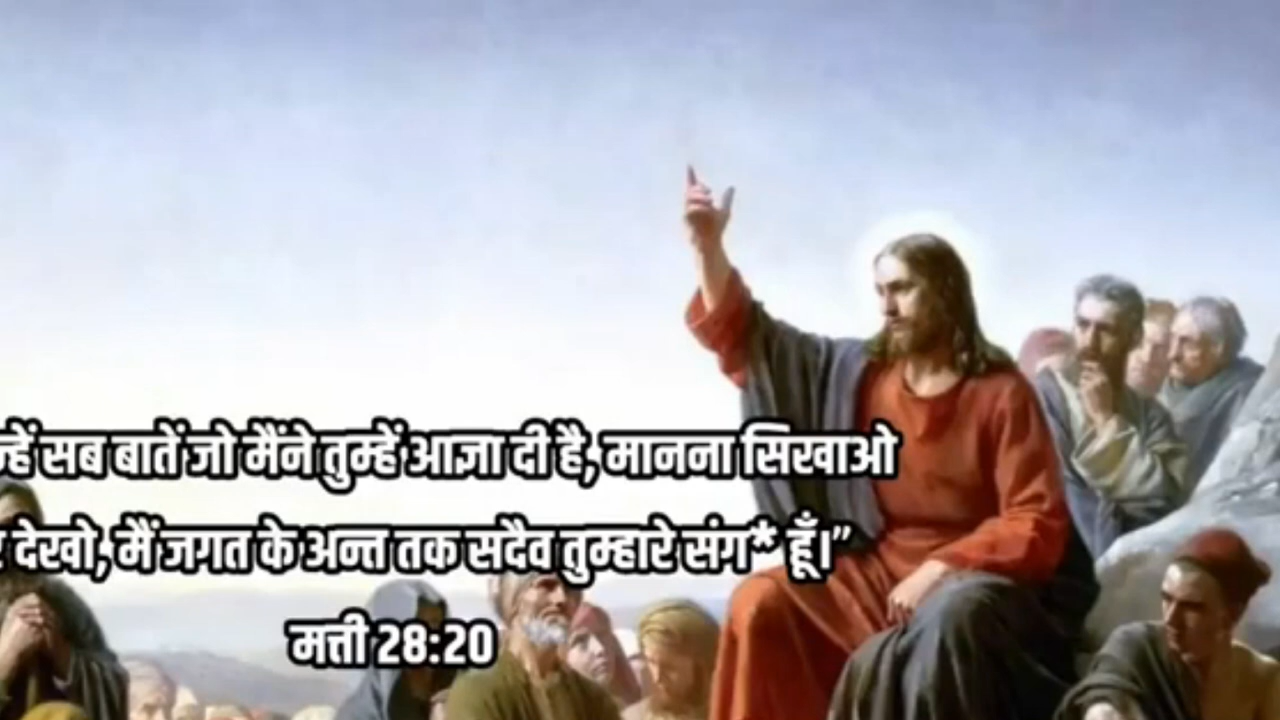 सब बातें जो मैंने तुम्हें आज्ञा दी है, मानना सिखाओ
देखो, मैं जगत के अन्त तक सदैव तुम्हारे संग* हूँ।”
मत्ती 28:20